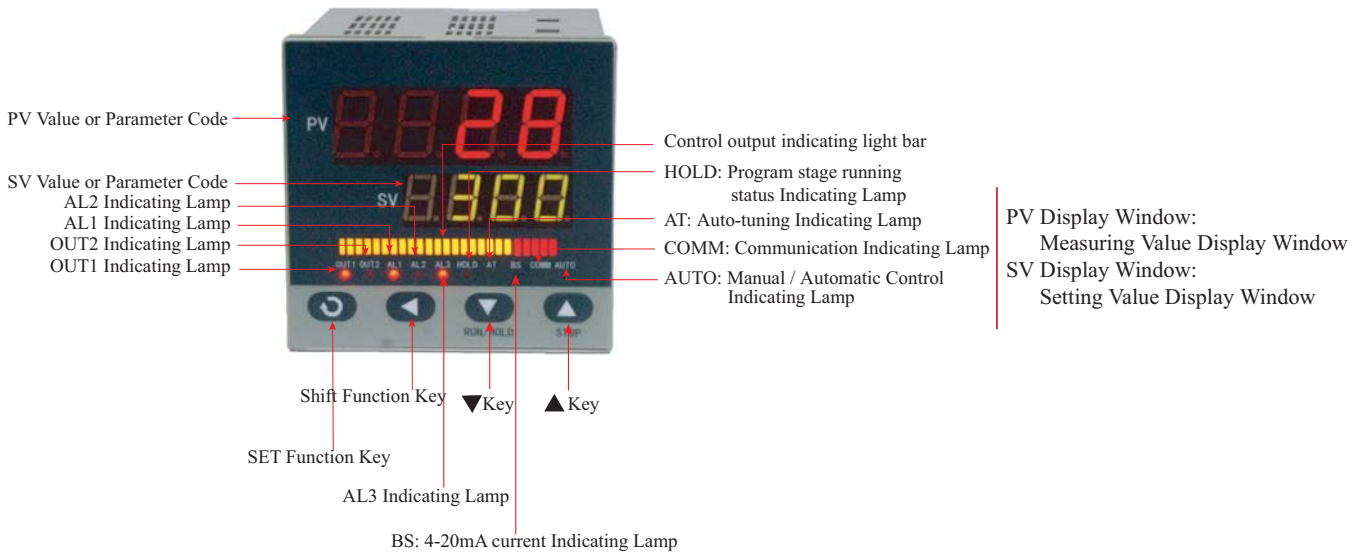 PV Value or Parameter Code
SV Value or Parameter Code
AL2 Indicating Lamp
AL1 Indicating Lamp
OUT2 Indicating Lamp
OUT1 Indicating Lamp
PV
28
SV
300
OUT1 OUT2 AL1 AL2 AL3 HOLD AT BS COMM AUTO
RUN/HOLD
STOP
Control output indicating light bar
HOLD: Program stage running
status Indicating Lamp
AT: Auto-tuning Indicating Lamp
COMM: Communication Indicating Lamp
AUTO: Manual / Automatic Control
Indicating Lamp
PV Display Window:
Measuring Value Display Window
SV Display Window:
Setting Value Display Window
Shift Function Key
▼Key
▲Key
SET Function Key
AL3 Indicating Lamp
BS: 4-20mA current Indicating Lamp